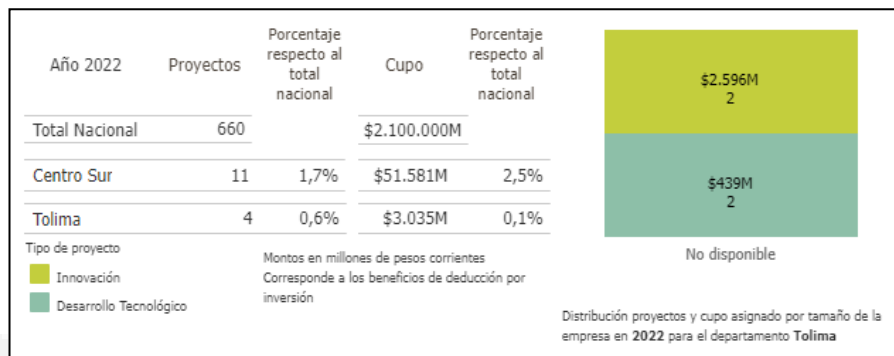 Año 2022
Proyectos
Porcentaje
respecto al
total
nacional
Cupo
Porcentaje
respecto al
total
nacional
Total Nacional 660 $2.100.000M
Centro Sur 11 1,7% $51.581M 2,5%
Tolima 4 0,6% $3.035M 0,1%
Tipo de proyecto
Innovación
Desarrollo Tecnológico
Montos en millones de pesos corrientes
Corresponde a los beneficios de deducción por
inversión
$2.596M
2
$439M
2
No disponible
Distribución proyectos y cupo asignado por tamaño de la
empresa en 2022 para el departamento Tolima